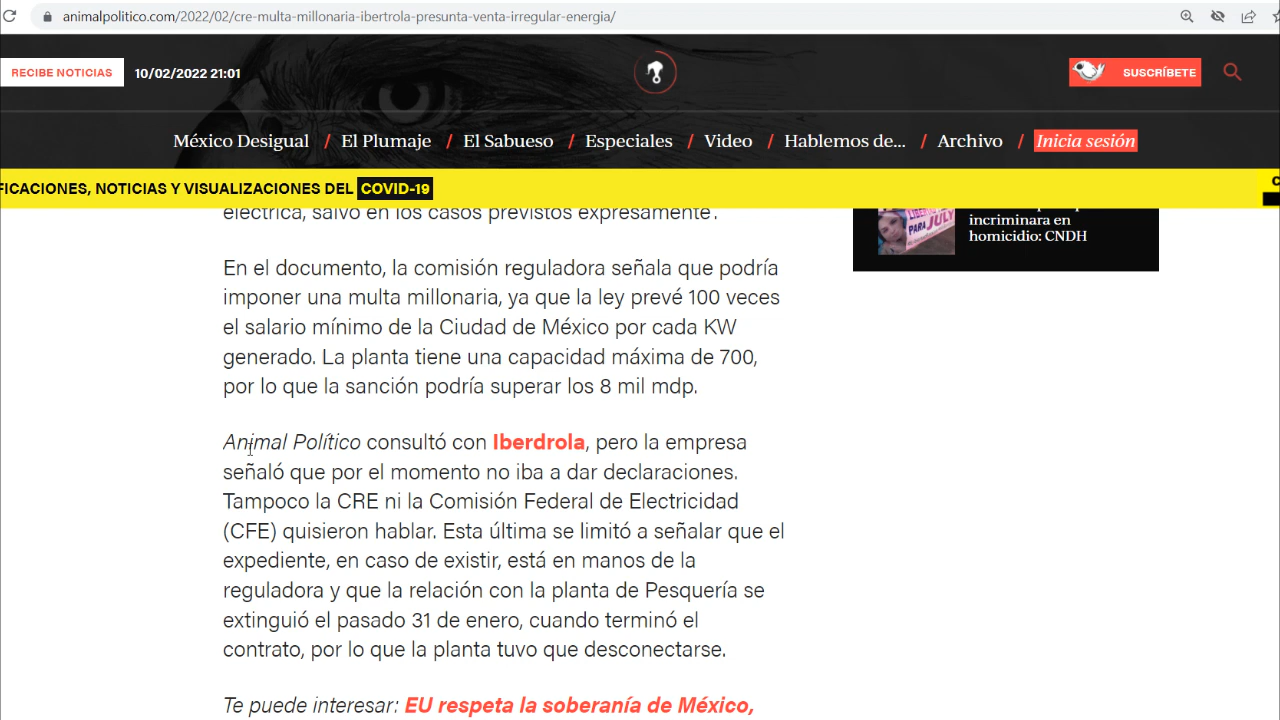 animalpolitico.com/2022/02/cre-multa-millonaria-ibertrola-presunta-venta-irregular-energia/
RECIBE NOTICIAS
10/02/2022 21:01
SUSCRÍBETE
México Desigual / El Plumaje / El Sabueso / Especiales / Video / Hablemos de... / Archivo / Inicia sesión
FICACIONES, NOTICIAS Y VISUALIZACIONES DEL COVID-19
eléctrica, salvo en los casos previstos expresamente".
incriminara en
homicidio: CNDH
PARA JULY
En el documento, la comisión reguladora señala que podría
imponer una multa millonaria, ya que la ley prevé 100 veces
el salario mínimo de la Ciudad de México por cada KW
generado. La planta tiene una capacidad máxima de 700,
por lo que la sanción podría superar los 8 mil mdp.
Animal Político consultó con Iberdrola, pero la empresa
señaló que por el momento no iba a dar declaraciones.
Tampoco la CRE ni la Comisión Federal de Electricidad
(CFE) quisieron hablar. Esta última se limitó a señalar que el
expediente, en caso de existir, está en manos de la
reguladora y que la relación con la planta de Pesquería se
extinguió el pasado 31 de enero, cuando terminó el
contrato, por lo que la planta tuvo que desconectarse.
Te puede interesar: EU respeta la soberanía de México,